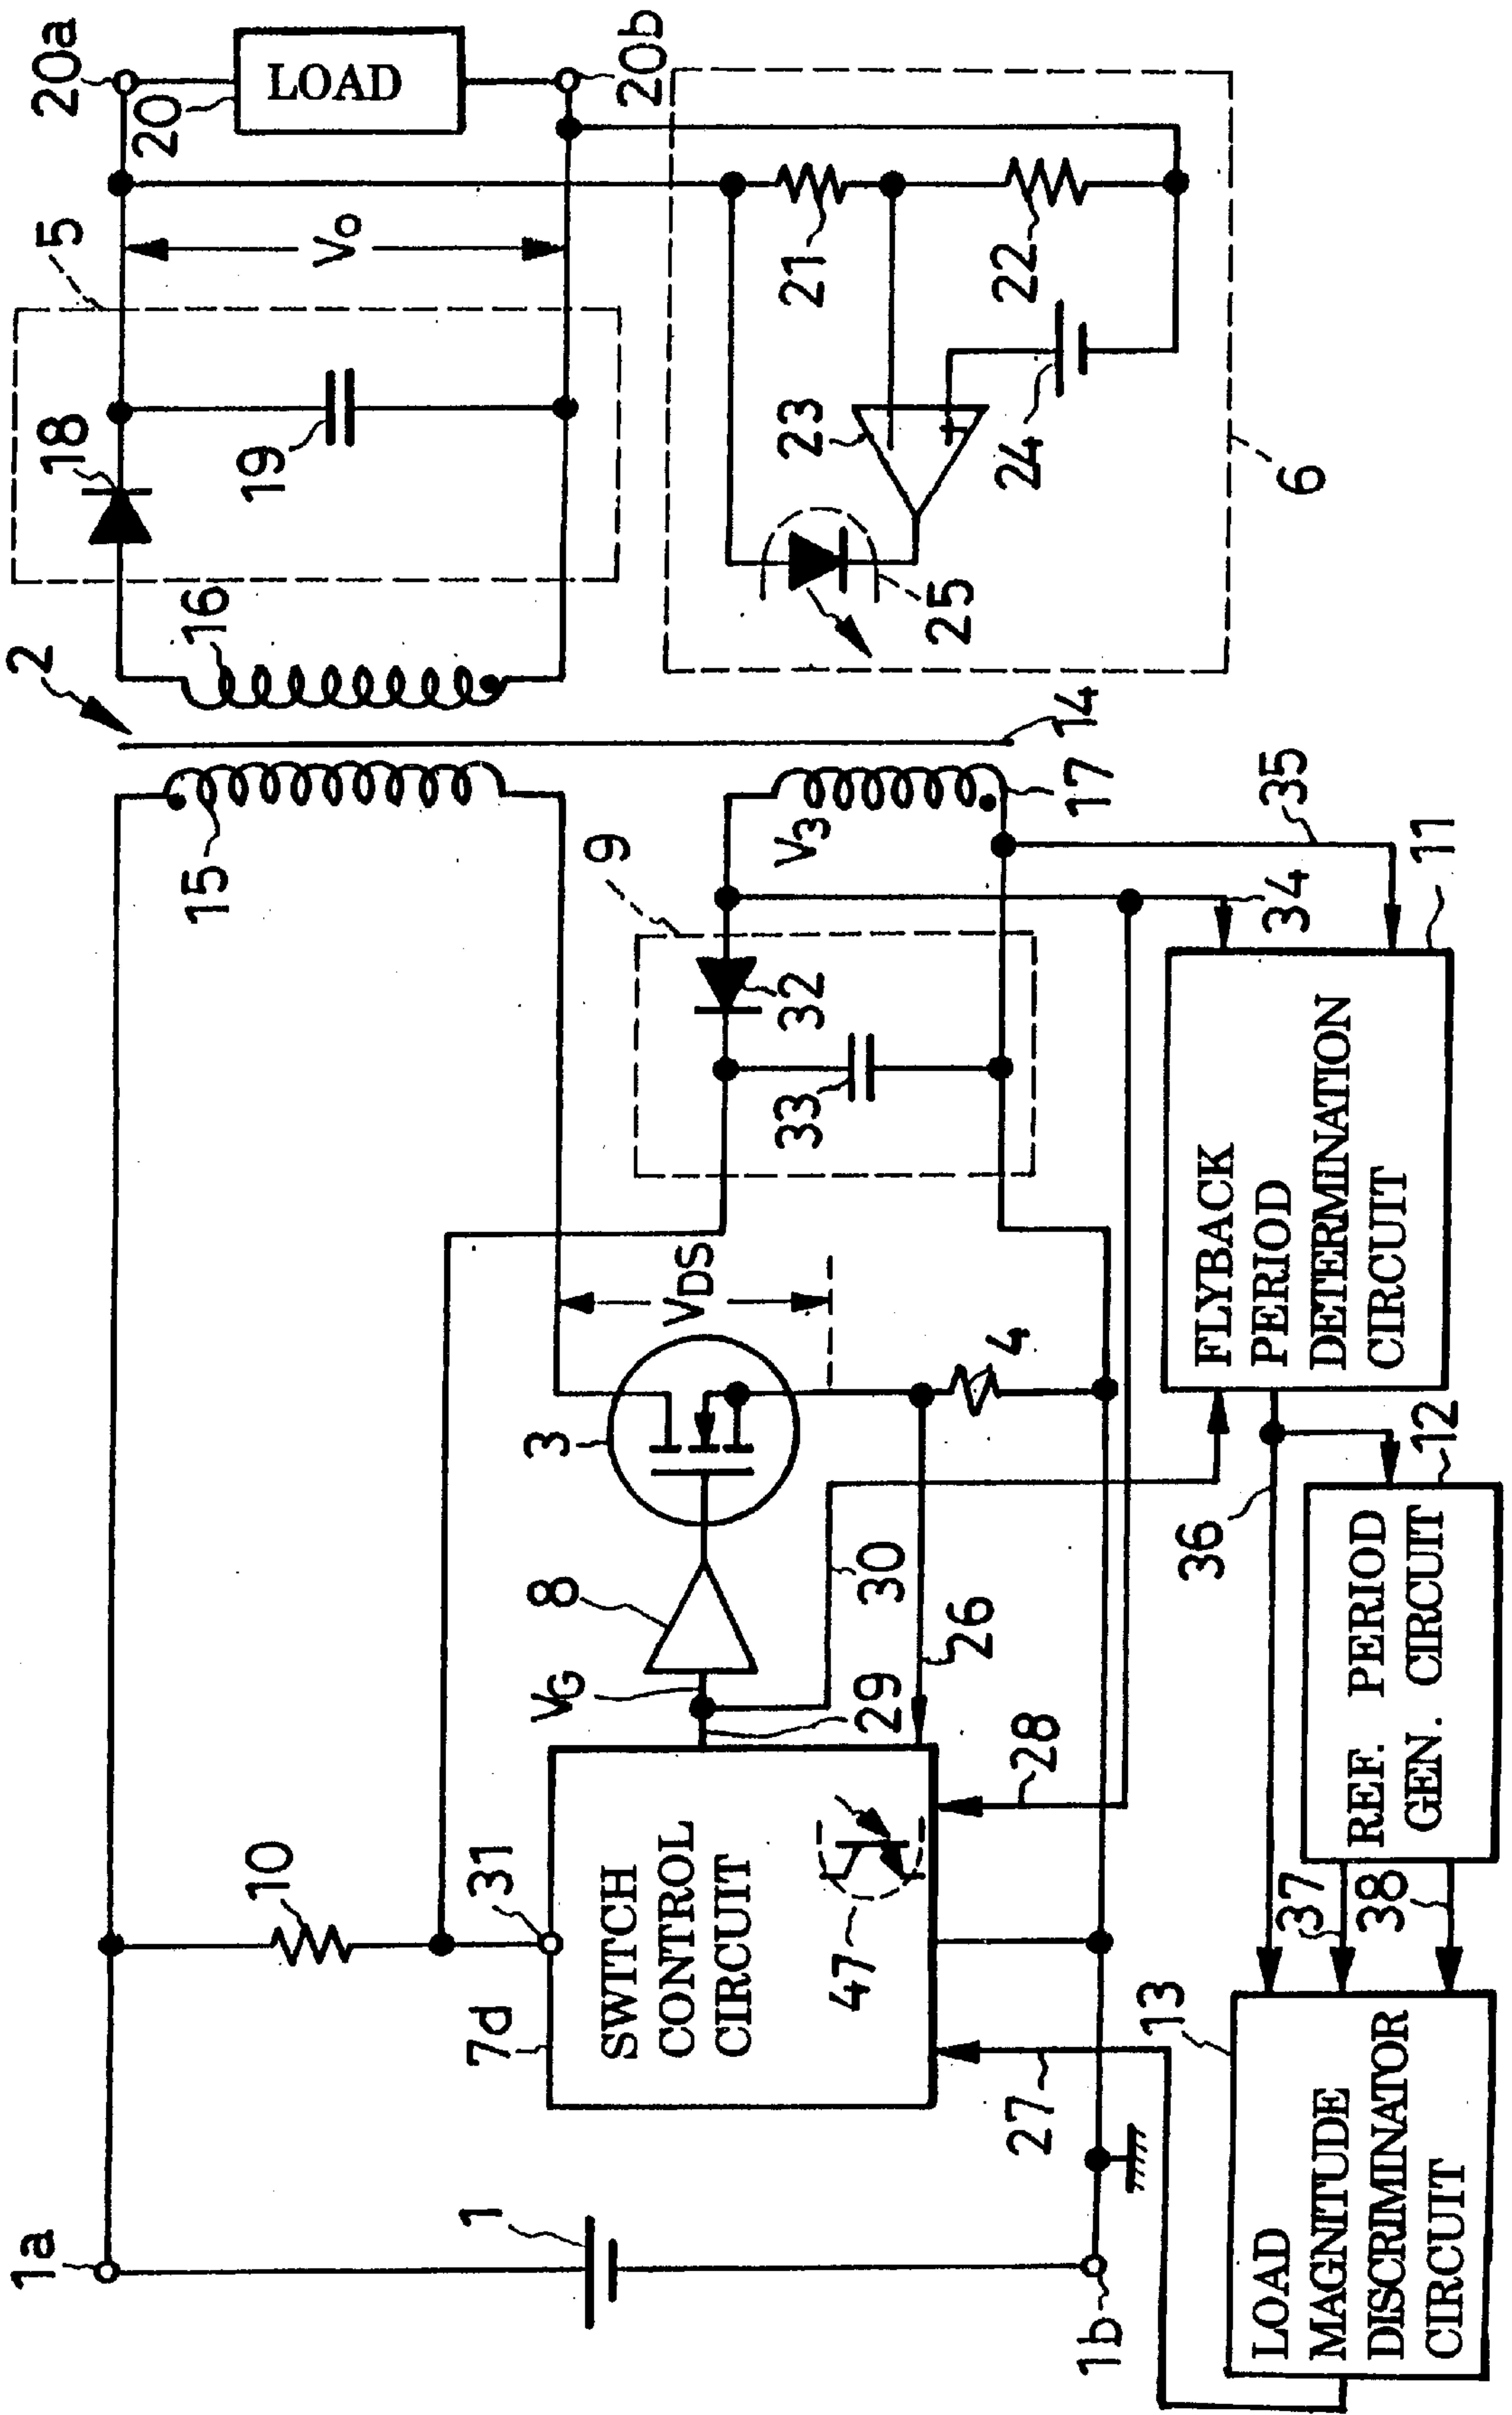 2
20a
20
LOAD
20b
5
Vo
18
19
16
15
14
17
V3
21
22
23
24
25
6
9
32
33
35
34
11
FLYBACK
PERIOD
DETERMINATION
CIRCUIT
VDS
3
4
8
VG
30
26
29
28
36
12
REF. PERIOD
GEN. CIRCUIT
37
38
10
31
7d
SWITCH
CONTROL
CIRCUIT
47
27
13
LOAD
MAGNITUDE
DISCRIMINATOR
CIRCUIT
1a
1
1b